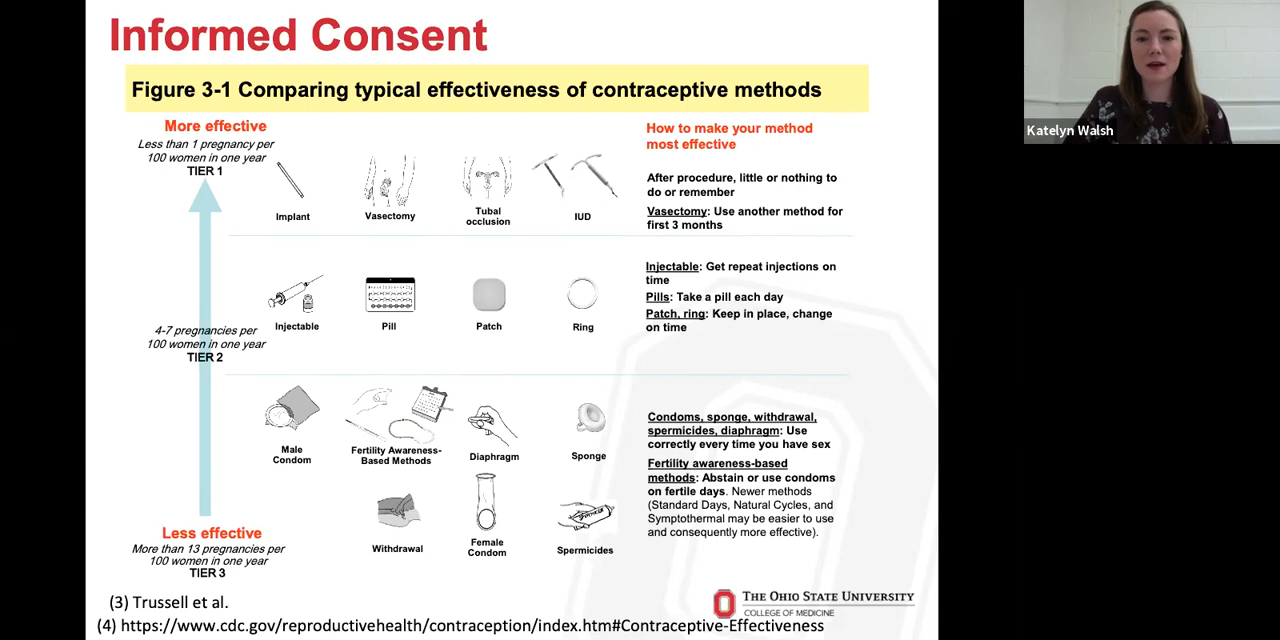 Informed Consent
Figure 3-1 Comparing typical effectiveness of contraceptive methods
More effective
Less than 1 pregnancy per
100 women in one year
TIER 1
Implant
Vasectomy
Tubal
occlusion
IUD
How to make your method
most effective
After procedure, little or nothing to
do or remember
Vasectomy: Use another method for
first 3 months
4-7 pregnancies per
100 women in one year
TIER 2
Injectable
Pill
Patch
Ring
Injectable: Get repeat injections on
time
Pills: Take a pill each day
Patch, ring: Keep in place, change
on time
Male
Condom
Fertility Awareness-
Based Methods
Diaphragm
Sponge
Withdrawal
Female
Condom
Spermicides
Condoms, sponge, withdrawal,
spermicides, diaphragm: Use
correctly every time you have sex
Fertility awareness-based
methods: Abstain or use condoms
on fertile days. Newer methods
(Standard Days, Natural Cycles, and
Symptothermal may be easier to use
and consequently more effective).
Less effective
More than 13 pregnancies per
100 women in one year
TIER 3
(3) Trussell et al.
(4) https://www.cdc.gov/reproductivehealth/contraception/index.htm#Contraceptive-Effectiveness
THE OHIO STATE UNIVERSITY
COLLEGE OF MEDICINE
Katelyn Walsh